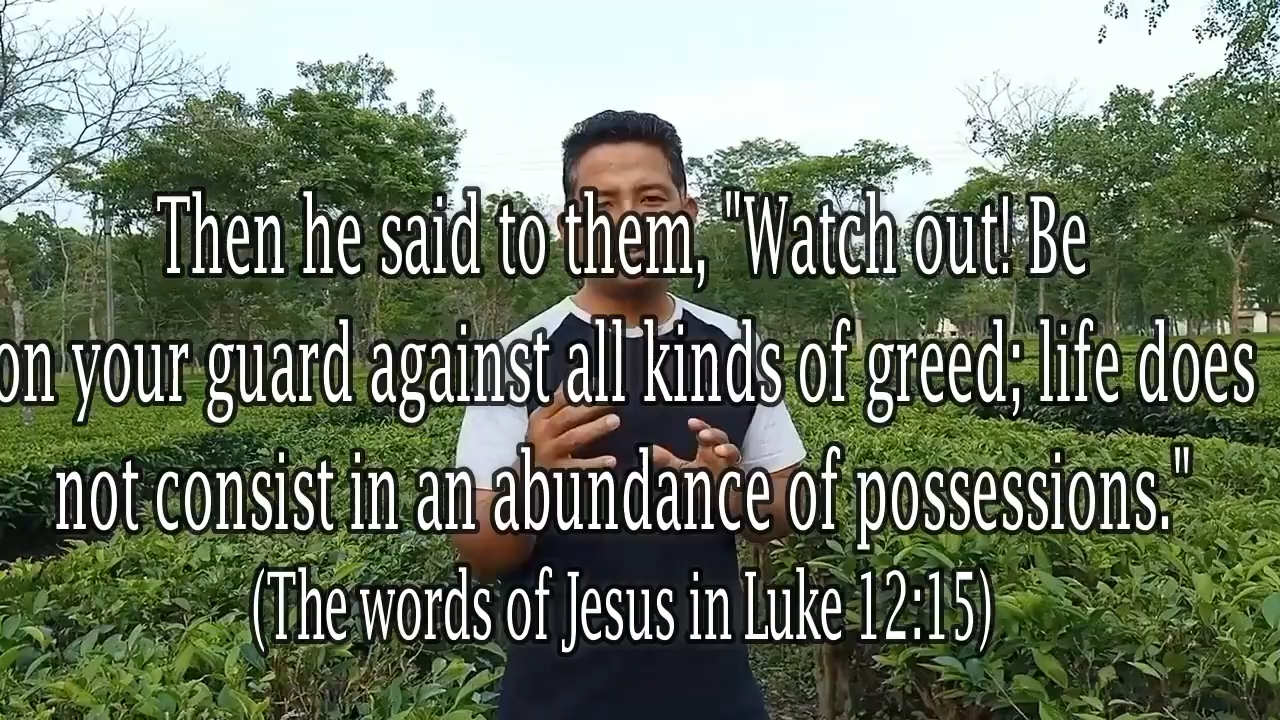 Then he said to them, "Watch out! Be
on your guard against all kinds of greed; life does
not consist in an abundance of possessions."
(The words of Jesus in Luke 12:15)